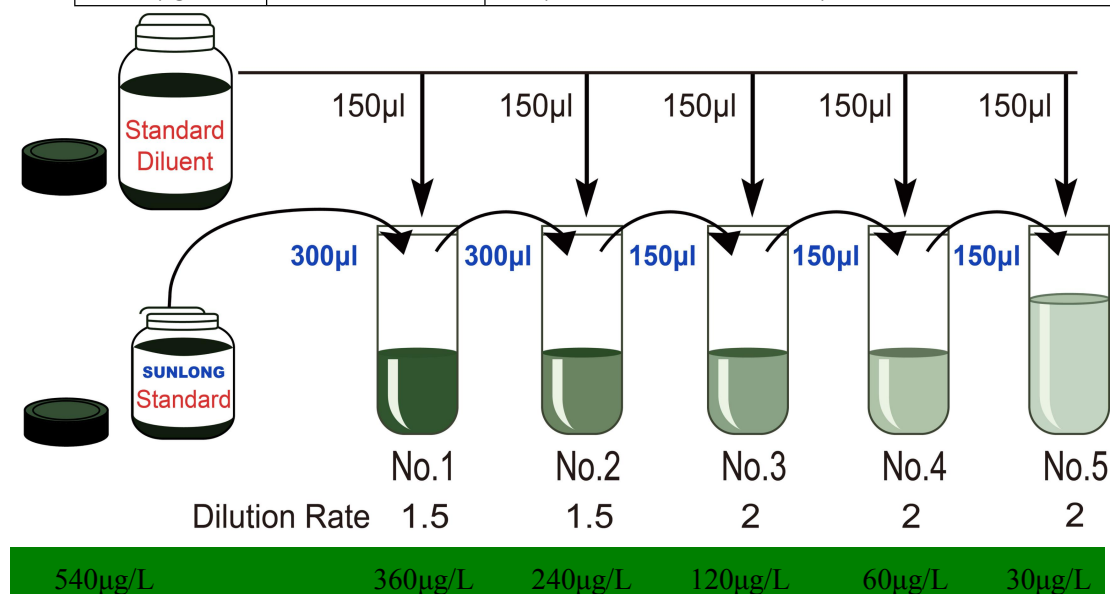 150µl 150µl 150µl 150µl 150µl
Standard
Diluent
300µl 300µl 150µl 150µl 150µl
SUNLONG
Standard
No.1 No.2 No.3 No.4 No.5
Dilution Rate 1.5 1.5 2 2 2
540µg/L 360µg/L 240µg/L 120µg/L 60µg/L 30µg/L